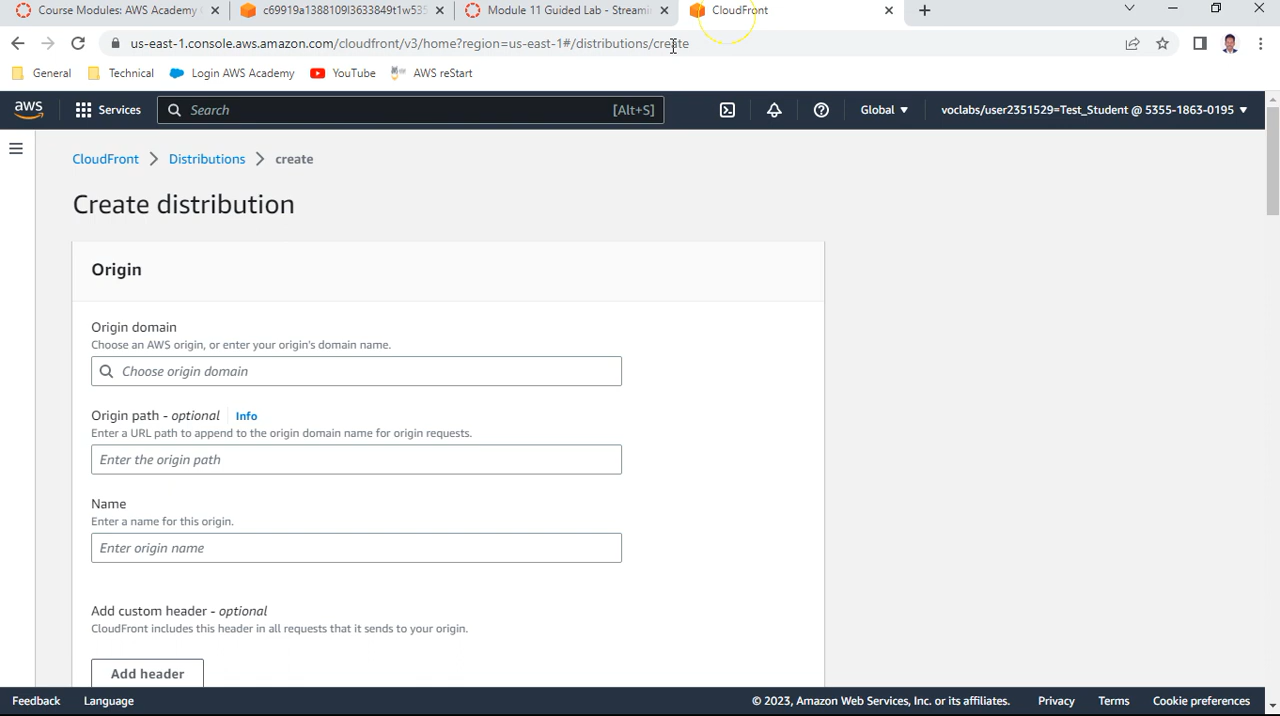 Course Modules: AWS Academy
c69919a1388109l3633849t1w535
Module 11 Guided Lab - Streami
CloudFront
us-east-1.console.aws.amazon.com/cloudfront/v3/home?region=us-east-1#/distributions/create
General
Technical
Login AWS Academy
YouTube
AWS reStart
aws
Services
Search
[Alt+S]
Global
voclabs/user2351529=Test_Student @ 5355-1863-0195
CloudFront
Distributions
create
Create distribution
Origin
Origin domain
Choose an AWS origin, or enter your origin's domain name.
Choose origin domain
Origin path - optional
Info
Enter a URL path to append to the origin domain name for origin requests.
Enter the origin path
Name
Enter a name for this origin.
Enter origin name
Add custom header - optional
CloudFront includes this header in all requests that it sends to your origin.
Add header
Feedback
Language
© 2023, Amazon Web Services, Inc. or its affiliates.
Privacy
Terms
Cookie preferences